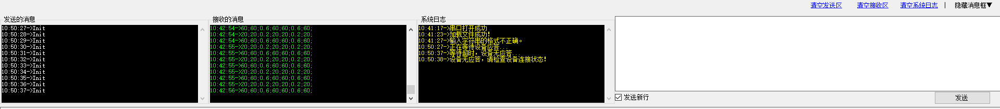 清空发送区 清空接收区 清空系统日志 | 隐藏消息框▼
发送的消息
10:50:27->Init
10:50:28->Init
10:50:29->Init
10:50:30->Init
10:50:31->Init
10:50:32->Init
10:50:33->Init
10:50:34->Init
10:50:35->Init
10:50:36->Init
10:50:37->Init
接收的消息
10:42:54->60;60;0.6;60;60;0.6;60;
10:42:54->20;20;0.2;20;20;0.2;20;
10:42:54->60;60;0.6;60;60;0.6;60;
10:42:55->20;20;0.2;20;20;0.2;20;
10:42:55->60;60;0.6;60;60;0.6;60;
10:42:55->20;20;0.2;20;20;0.2;20;
10:42:55->60;60;0.6;60;60;0.6;60;
10:42:55->20;20;0.2;20;20;0.2;20;
10:42:55->60;60;0.6;60;60;0.6;60;
10:42:55->20;20;0.2;20;20;0.2;20;
10:42:56->60;60;0.6;60;60;0.6;60;
系统日志
10:41:17->串口打开成功
10:41:23->加载文件成功!
10:41:27->输入字符串的格式不正确。
10:50:27->正在等待设备应答...
10:50:37->等待超时，设备无应答...
10:50:38->设备无应答，请检查设备连接状态!
发送新行
发送